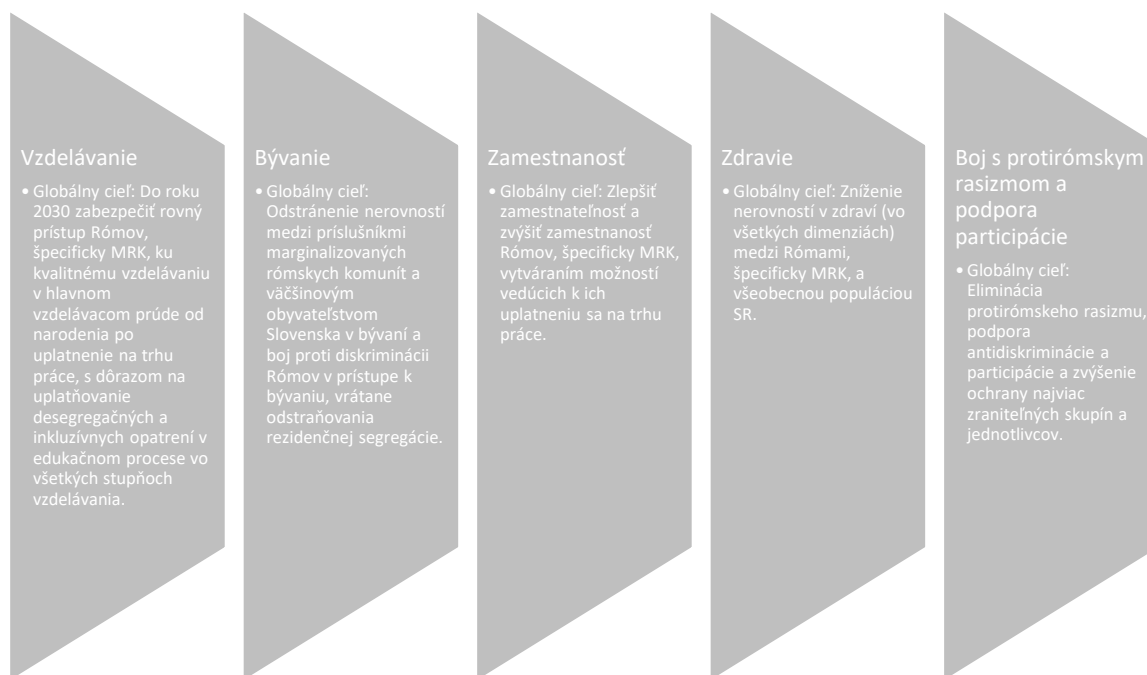 Vzdelávanie
• Globálny cieľ: Do roku
2030 zabezpečiť rovný
prístup Rómov,
špecificky MRK, ku
kvalitnému vzdelávaniu
v hlavnom
vzdelávacom prúde od
narodenia po
uplatnenie na trhu
práce, s dôrazom na
uplatňovanie
desegregačných a
inkluzívnych opatrení v
edukačnom procese vo
všetkých stupňoch
vzdelávania.
Bývanie
• Globálny cieľ:
Odstránenie nerovností
medzi príslušníkmi
marginalizovaných
rómskych komunít a
väčšinovým
obyvateľstvom
Slovenska v bývaní a
boj proti diskriminácii
Rómov v prístupe k
bývaniu, vrátane
odstraňovania
rezidenčnej segregácie.
Zamestnanosť
• Globálny cieľ: Zlepšiť
zamestnateľnosť a
zvýšiť zamestnanosť
Rómov, špecificky MRK,
vytváraním možností
vedúcich k ich
uplatneniu sa na trhu
práce.
Zdravie
• Globálny cieľ: Zníženie
nerovností v zdraví (vo
všetkých dimenziách)
medzi Rómami,
špecificky MRK, a
všeobecnou populáciou
SR.
Boj s protirómskym
rasizmom a
podpora
participácie
• Globálny cieľ:
Eliminácia
protirómskeho rasizmu,
podpora
antidiskriminácie a
participácie a zvýšenie
ochrany najviac
zraniteľných skupín a
jednotlivcov.